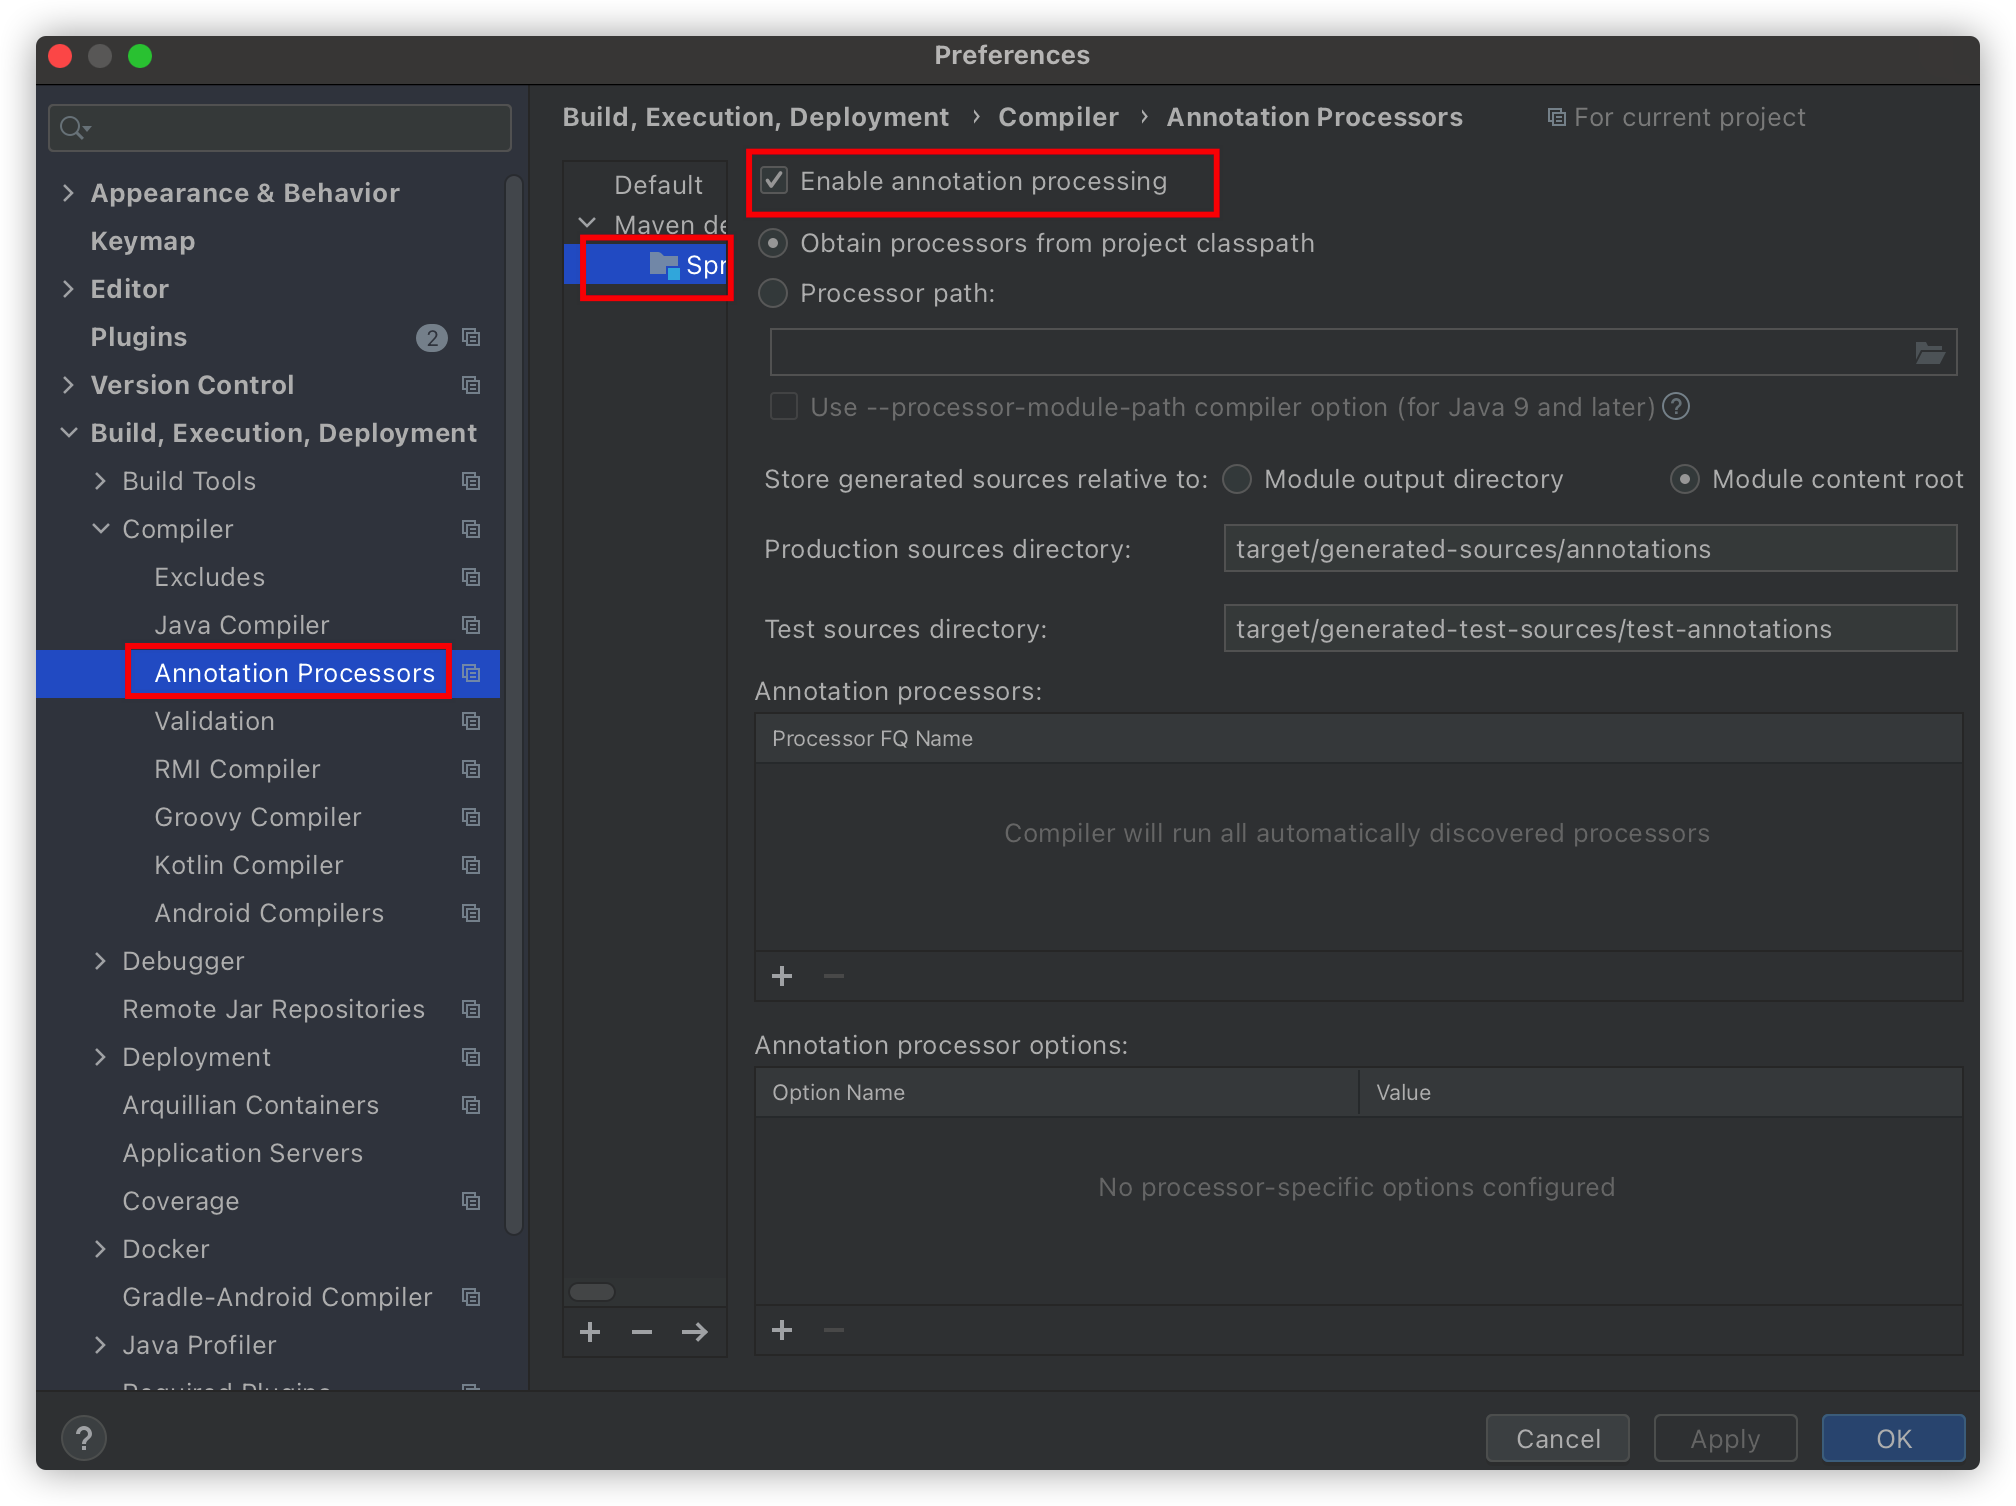 Preferences
Appearance & Behavior
Keymap
Editor
Plugins 2
Version Control
Build, Execution, Deployment
Build Tools
Compiler
Excludes
Java Compiler
Annotation Processors
Validation
RMI Compiler
Groovy Compiler
Kotlin Compiler
Android Compilers
Debugger
Remote Jar Repositories
Deployment
Arquillian Containers
Application Servers
Coverage
Docker
Gradle-Android Compiler
Java Profiler
Required Plugins
Build, Execution, Deployment › Compiler › Annotation Processors For current project
Default
Maven de
Spr
Enable annotation processing
Obtain processors from project classpath
Processor path:
Use --processor-module-path compiler option (for Java 9 and later) ?
Store generated sources relative to: Module output directory Module content root
Production sources directory: target/generated-sources/annotations
Test sources directory: target/generated-test-sources/test-annotations
Annotation processors:
Processor FQ Name
Compiler will run all automatically discovered processors
Annotation processor options:
Option Name Value
No processor-specific options configured
? Cancel Apply OK